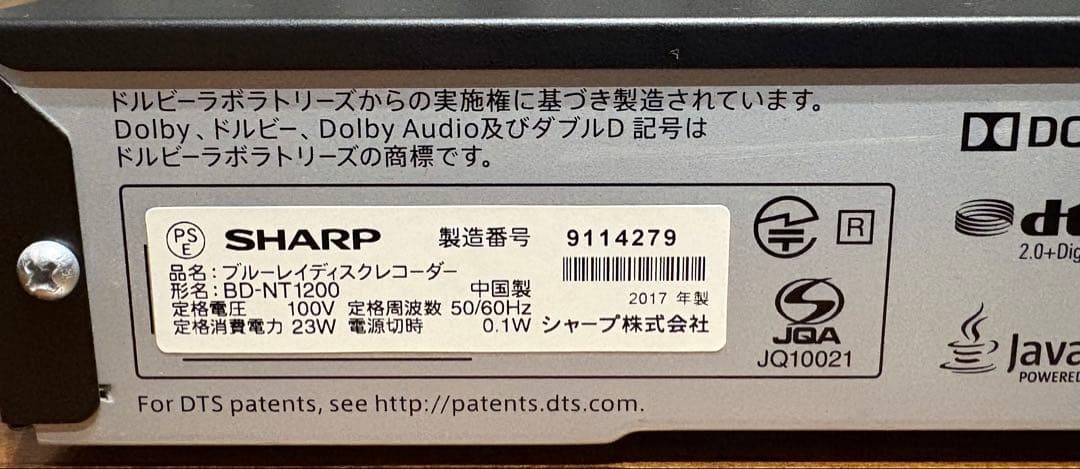 ドルビーラボラトリーズからの実施権に基づき製造されています。
Dolby、ドルビー、Dolby Audio及びダブルD 記号は
ドルビーラボラトリーズの商標です。
PS
E
SHARP 製造番号 9114279
品名:ブルーレイディスクレコーダー
形名:BD-NT1200 中国製
2017 年製
定格電圧 100V 定格周波数 50/60Hz
定格消費電力 23W 電源切時 0.1W シャープ株式会社
R
JQA
JQ10021
2.0+Dig
Java
POWERED
For DTS patents, see http://patents.dts.com.